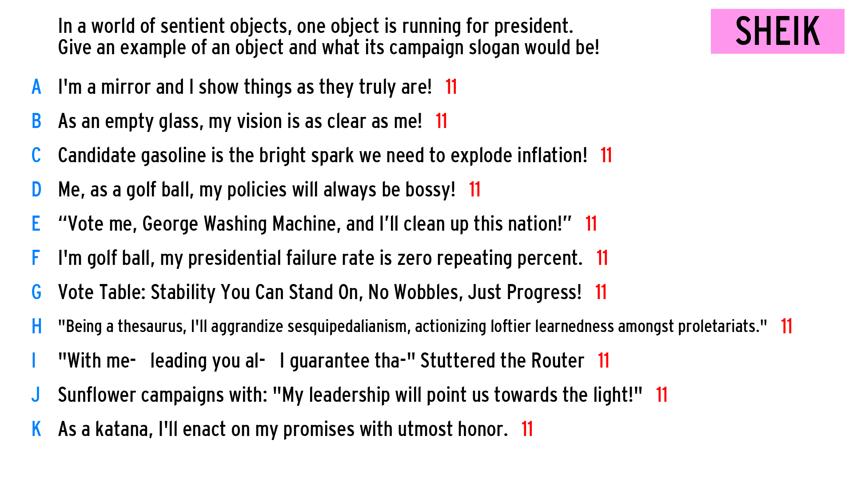 In a world of sentient objects, one object is running for president.
Give an example of an object and what its campaign slogan would be!
SHEIK
A I'm a mirror and I show things as they truly are! 11
B As an empty glass, my vision is as clear as me! 11
C Candidate gasoline is the bright spark we need to explode inflation! 11
D Me, as a golf ball, my policies will always be bossy! 11
E “Vote me, George Washing Machine, and I’ll clean up this nation!” 11
F I'm golf ball, my presidential failure rate is zero repeating percent. 11
G Vote Table: Stability You Can Stand On, No Wobbles, Just Progress! 11
H "Being a thesaurus, I'll aggrandize sesquipedalianism, actionizing loftier learnedness amongst proletariats." 11
I "With me- leading you al- I guarantee tha-" Stuttered the Router 11
J Sunflower campaigns with: "My leadership will point us towards the light!" 11
K As a katana, I'll enact on my promises with utmost honor. 11